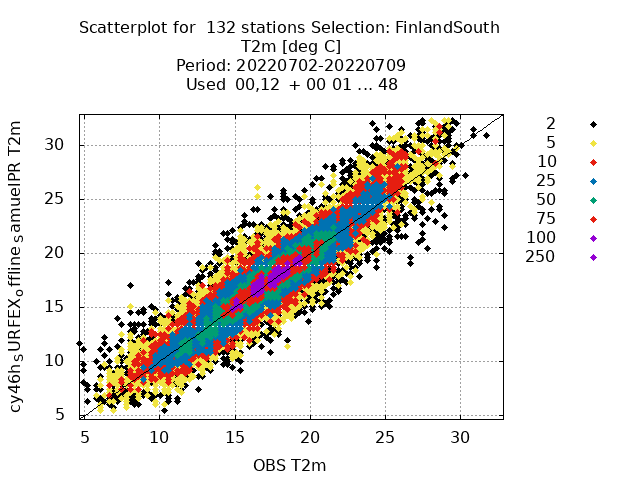 Scatterplot for 132 stations Selection: FinlandSouth
T2m [deg C]
Period: 20220702-20220709
Used 00,12 + 00 01 ... 48
cy46h_SURFEX_offline_samuelPR T2m
30
25
20
15
10
5
5 10 15 20 25 30
OBS T2m
2
5
10
25
50
75
100
250